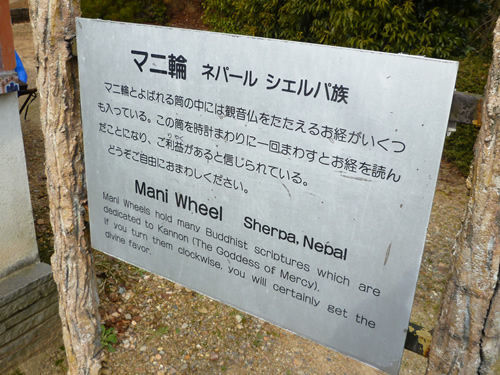 マニ輪 ネパール シェルパ族
マニ輪とよばれる筒の中には観音仏をたたえるお経がいくつ
も入っている。この筒を時計まわりに一回まわすとお経を読ん
だことになり、ご利益があると信じられている。
りやく
どうぞご自由におまわしください。
Mani Wheel Sherpa, Nepal
Mani Wheels hold many Buddhist scriptures which are
dedicated to Kannon (The Goddess of Mercy).
If you turn them clockwise, you will certainly get the
divine favor.